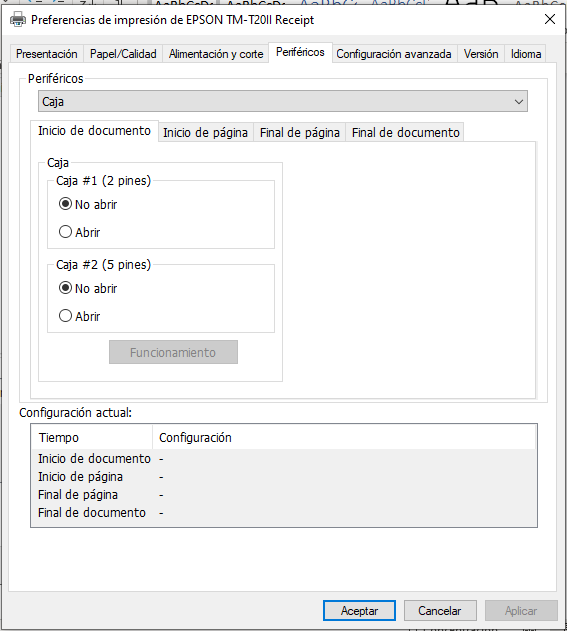 Preferencias de impresión de EPSON TM-T20II Receipt
Presentación Papel/Calidad Alimentación y corte Periféricos Configuración avanzada Versión Idioma
Periféricos
Caja
Inicio de documento Inicio de página Final de página Final de documento
Caja
Caja #1 (2 pines)
No abrir
Abrir
Caja #2 (5 pines)
No abrir
Abrir
Funcionamiento
Configuración actual:
Tiempo Configuración
Inicio de documento -
Inicio de página -
Final de página -
Final de documento -
Aceptar Cancelar Aplicar